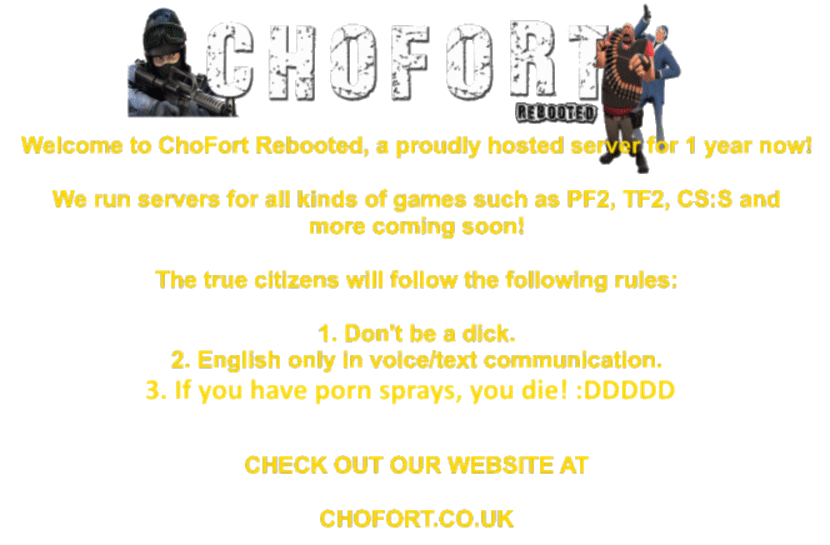 CHOFORT
REBOOTED
Welcome to ChoFort Rebooted, a proudly hosted server for 1 year now!
We run servers for all kinds of games such as PF2, TF2, CS:S and
more coming soon!
The true citizens will follow the following rules:
1. Don't be a dick.
2. English only in voice/text communication.
3. If you have porn sprays, you die! :DDDDD
CHECK OUT OUR WEBSITE AT
CHOFORT.CO.UK